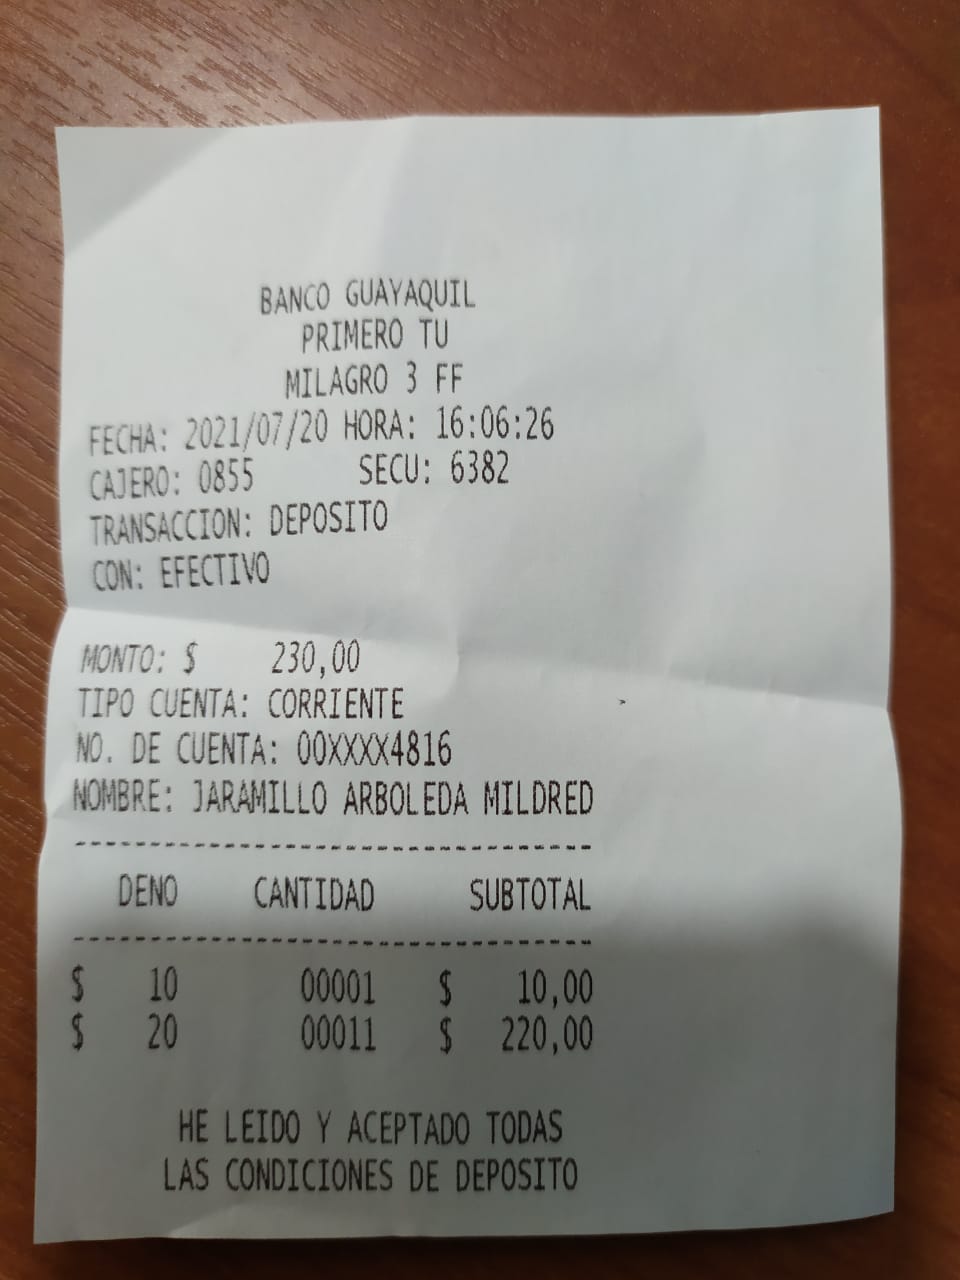 BANCO GUAYAQUIL
PRIMERO TU
MILAGRO 3 FF
FECHA: 2021/07/20 HORA: 16:06:26
CAJERO: 0855 SECU: 6382
TRANSACCION: DEPOSITO
CON: EFECTIVO
MONTO: $ 230,00
TIPO CUENTA: CORRIENTE
NO. DE CUENTA: 00XXXX4816
NOMBRE: JARAMILLO ARBOLEDA MILDRED
----------------------------------
DENO CANTIDAD SUBTOTAL
----------------------------------
$ 10 00001 $ 10,00
$ 20 00011 $ 220,00
HE LEIDO Y ACEPTADO TODAS
LAS CONDICIONES DE DEPOSITO